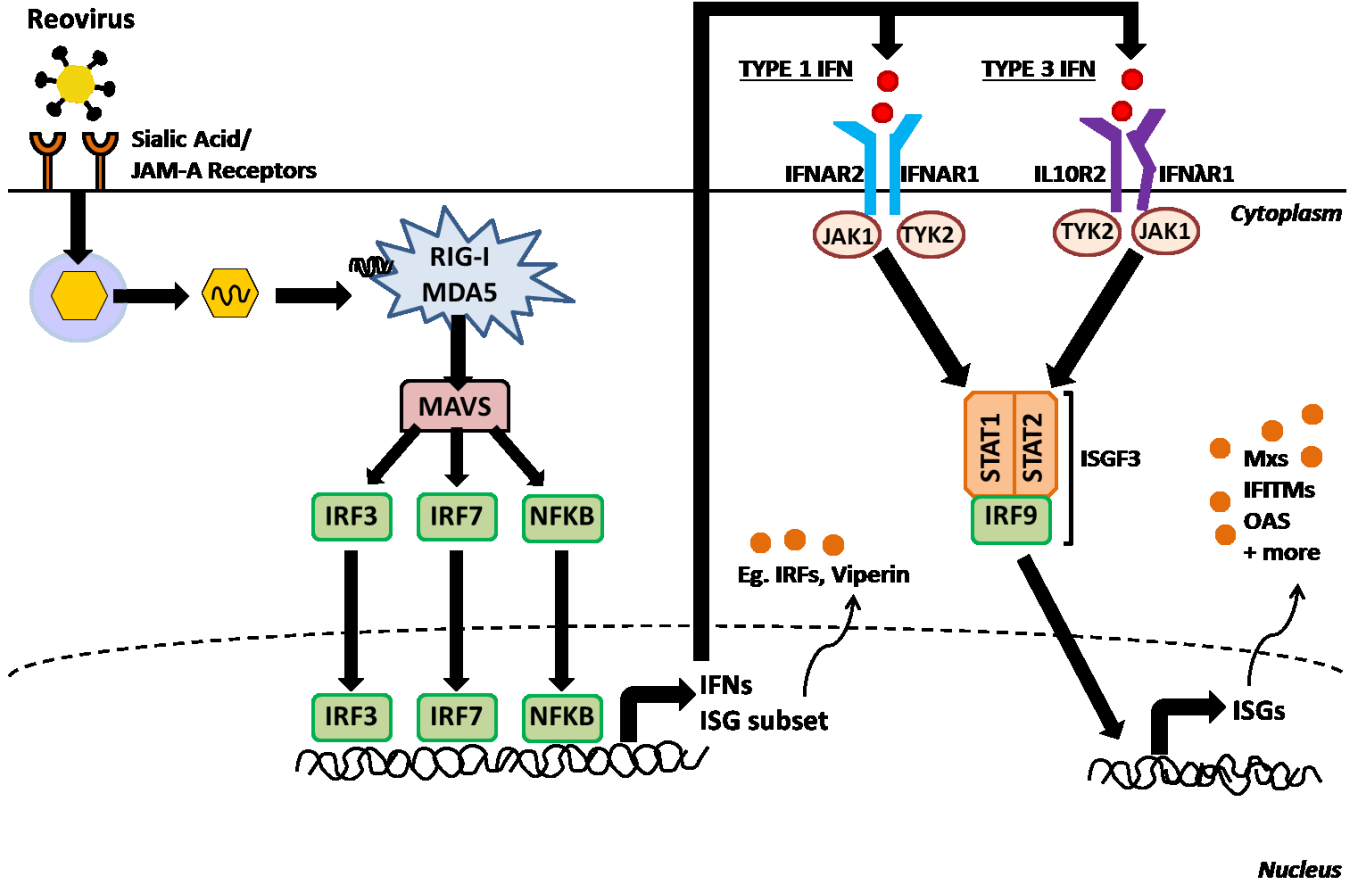 Reovirus
Sialic Acid/
JAM-A Receptors
RIG-I
MDA5
MAVS
IRF3
IRF7
NFKB
IRF3
IRF7
NFKB
IFNs
ISG subset
Eg. IRFs, Viperin
TYPE 1 IFN
TYPE 3 IFN
IFNAR2
IFNAR1
IL10R2
IFNλR1
Cytoplasm
JAK1
TYK2
TYK2
JAK1
STAT1
STAT2
IRF9
ISGF3
Mxs
IFITMs
OAS
+ more
ISGs
Nucleus